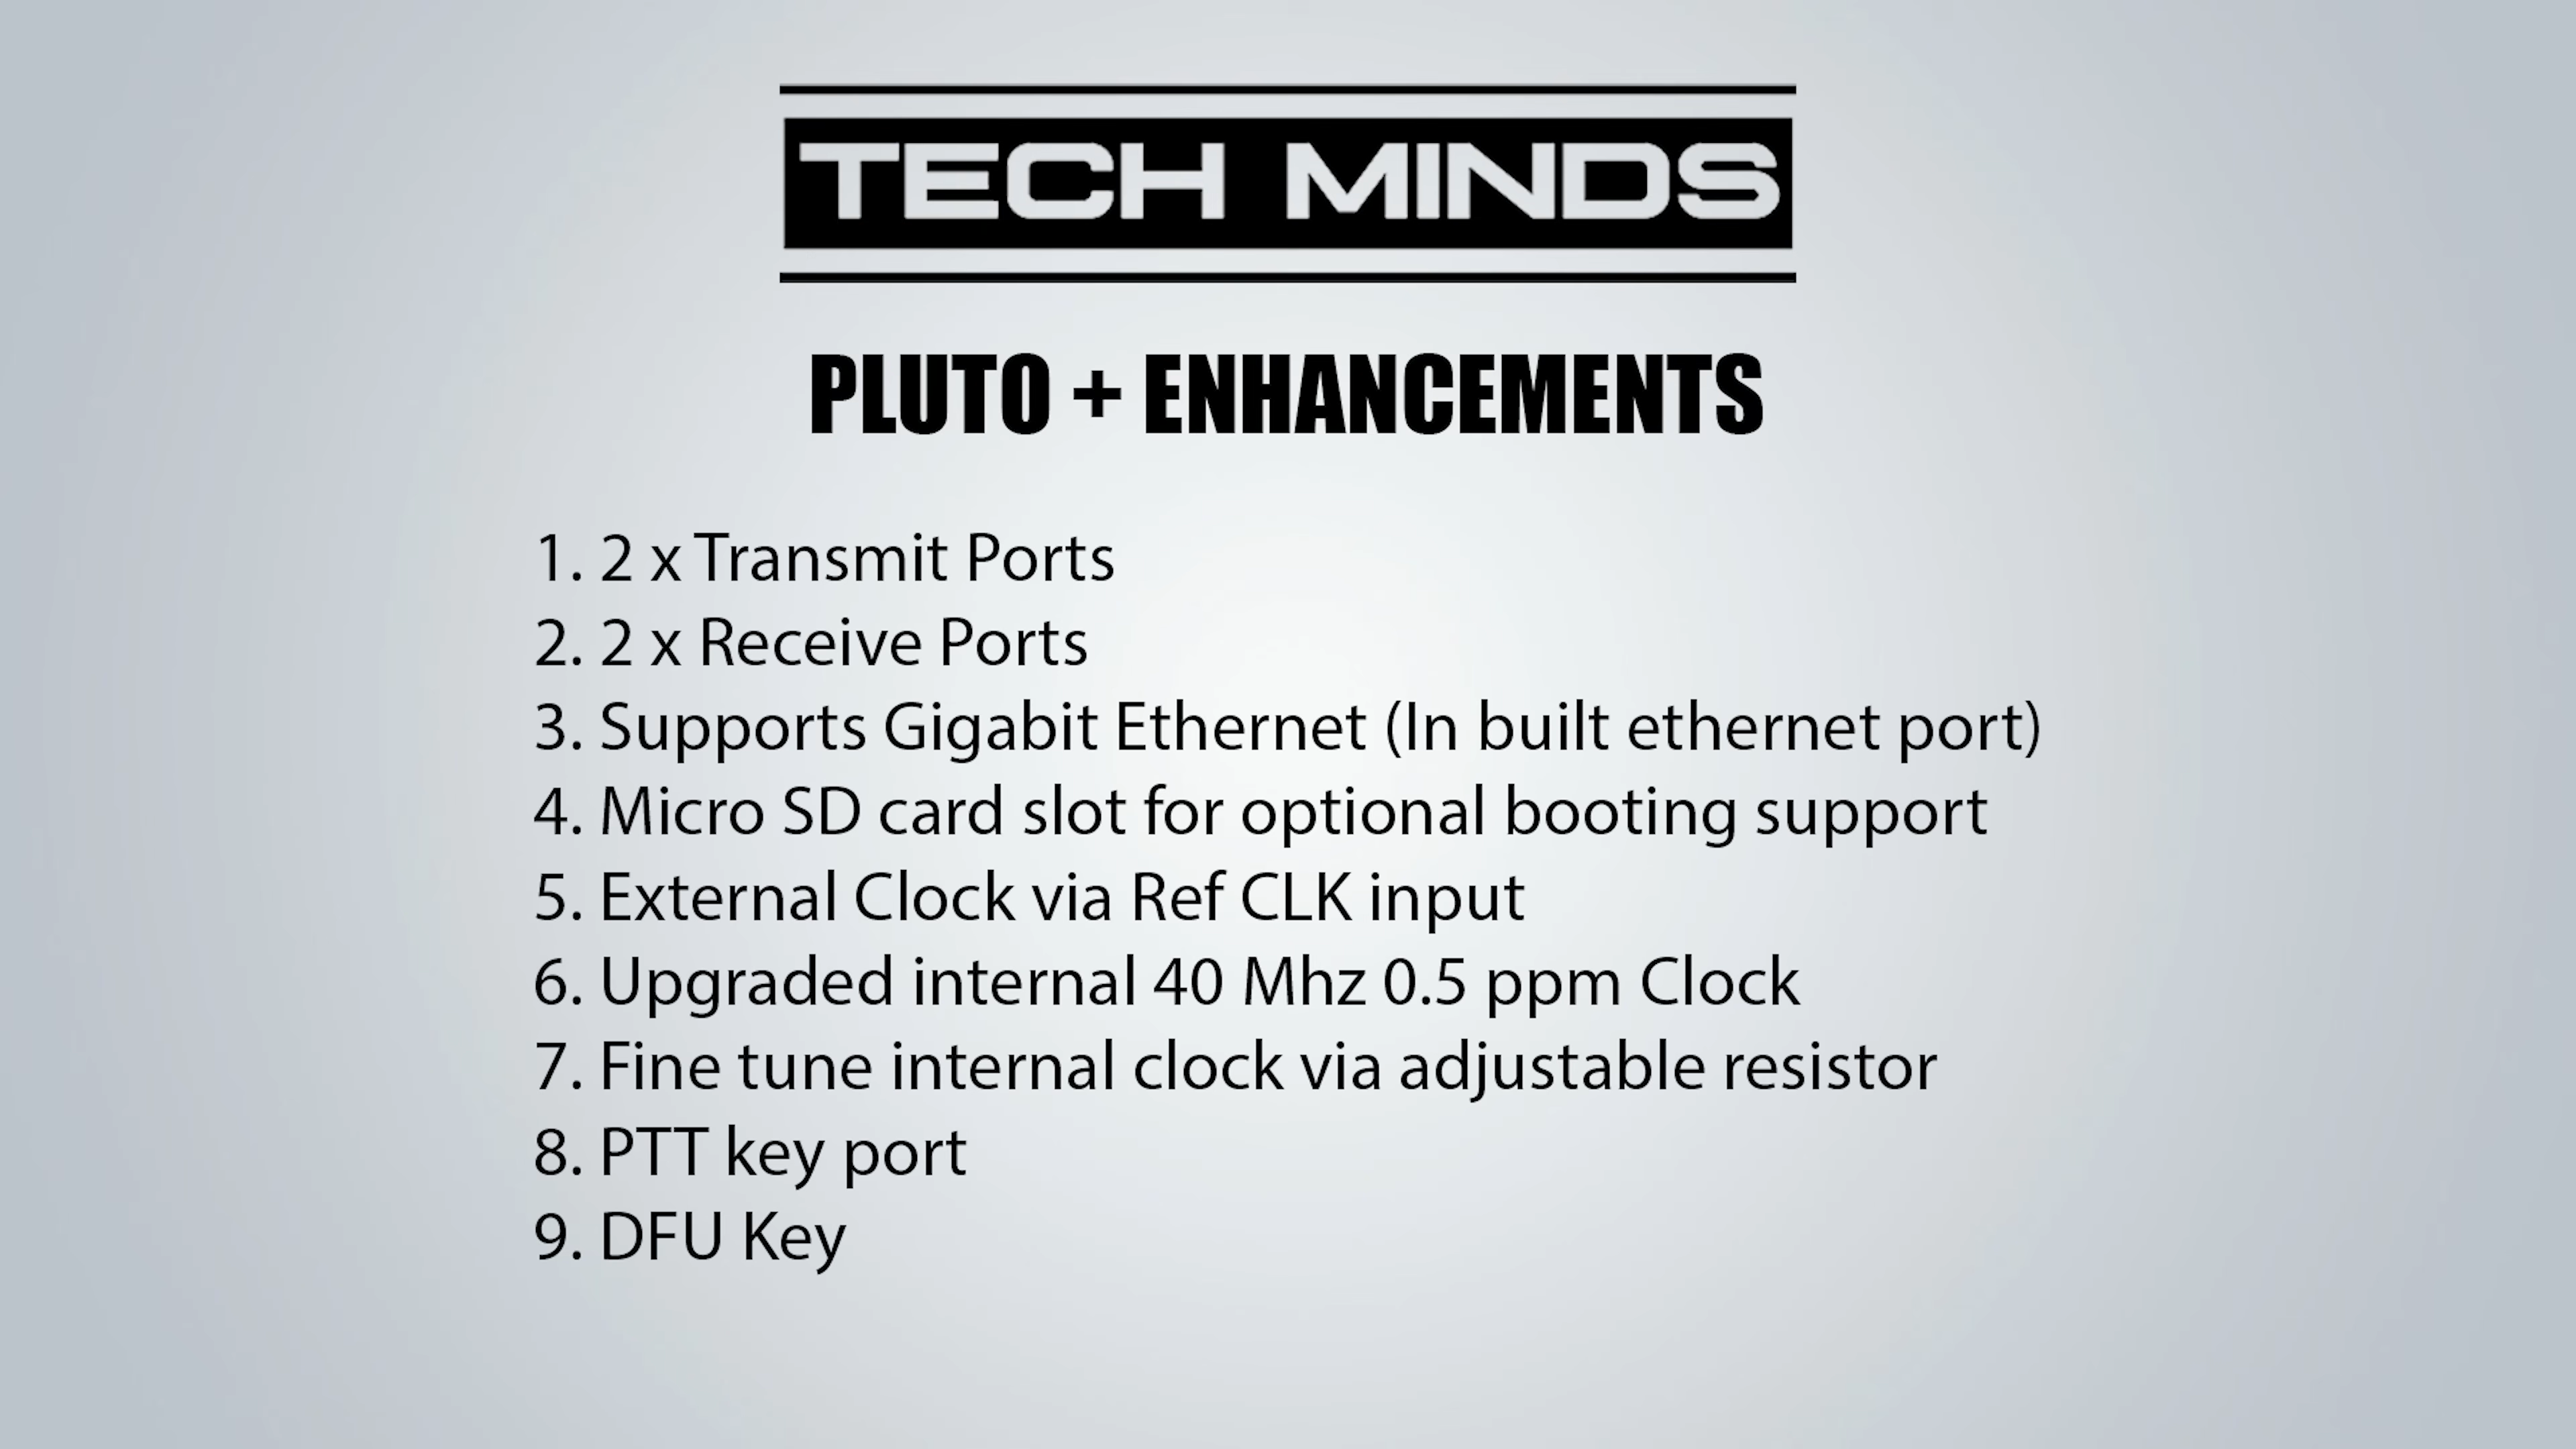 TECH MINDS
PLUTO + ENHANCEMENTS
1. 2 x Transmit Ports
2. 2 x Receive Ports
3. Supports Gigabit Ethernet (In built ethernet port)
4. Micro SD card slot for optional booting support
5. External Clock via Ref CLK input
6. Upgraded internal 40 Mhz 0.5 ppm Clock
7. Fine tune internal clock via adjustable resistor
8. PTT key port
9. DFU Key